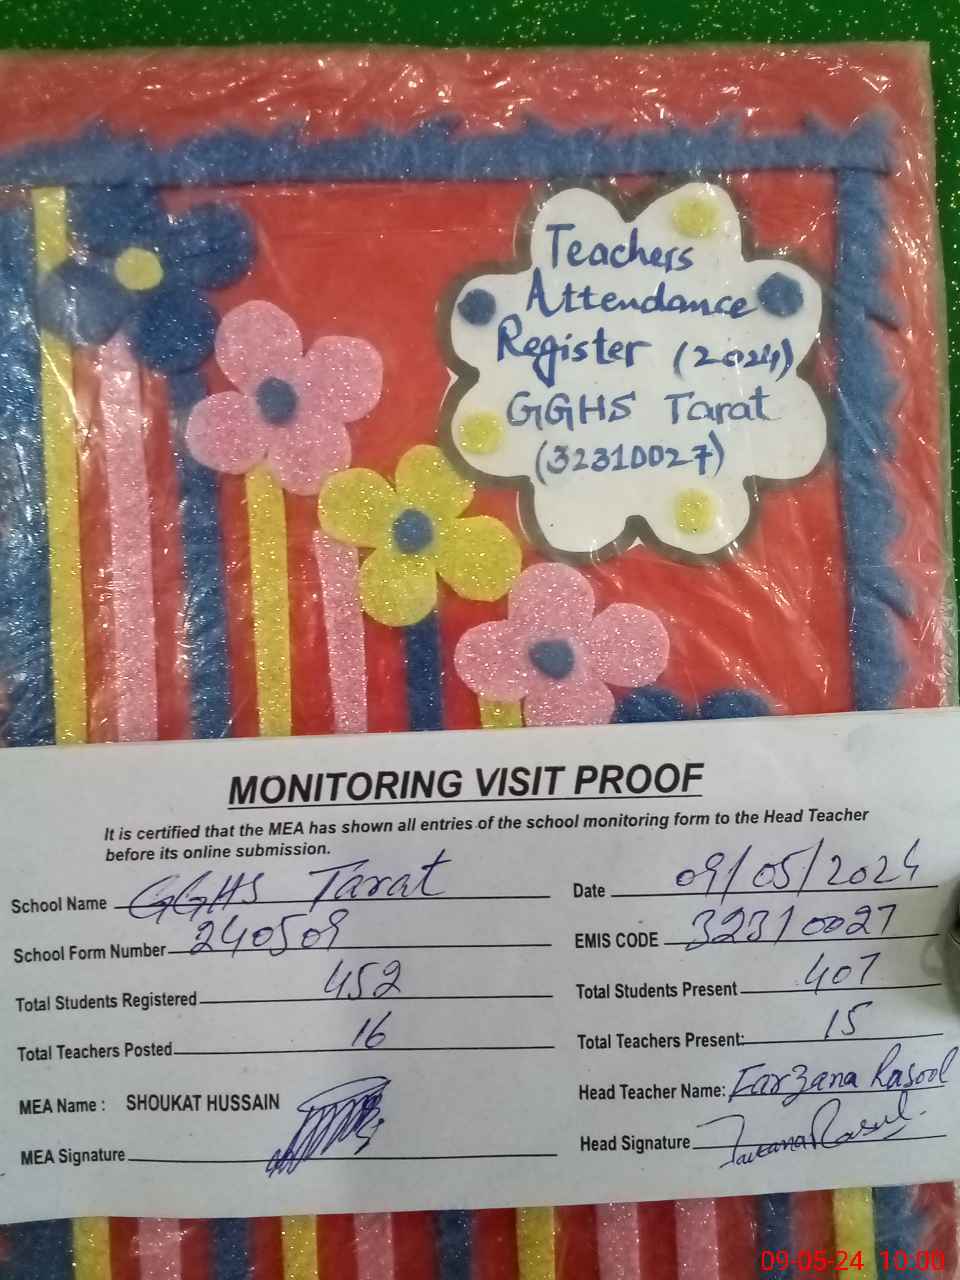 Teachers
Attendance
Register (2024)
GGHS Tarat
(32310027)
MONITORING VISIT PROOF
It is certified that the MEA has shown all entries of the school monitoring form to the Head Teacher
before its online submission.
School Name GGHS Tarat
Date 09/05/2024
School Form Number 240509
EMIS CODE 32310027
Total Students Registered 452
Total Students Present 407
Total Teachers Posted 16
Total Teachers Present: 15
MEA Name : SHOUKAT HUSSAIN
Head Teacher Name: Farzana Rasool
MEA Signature
Head Signature Farzana Rasool
09-05-24 10:00